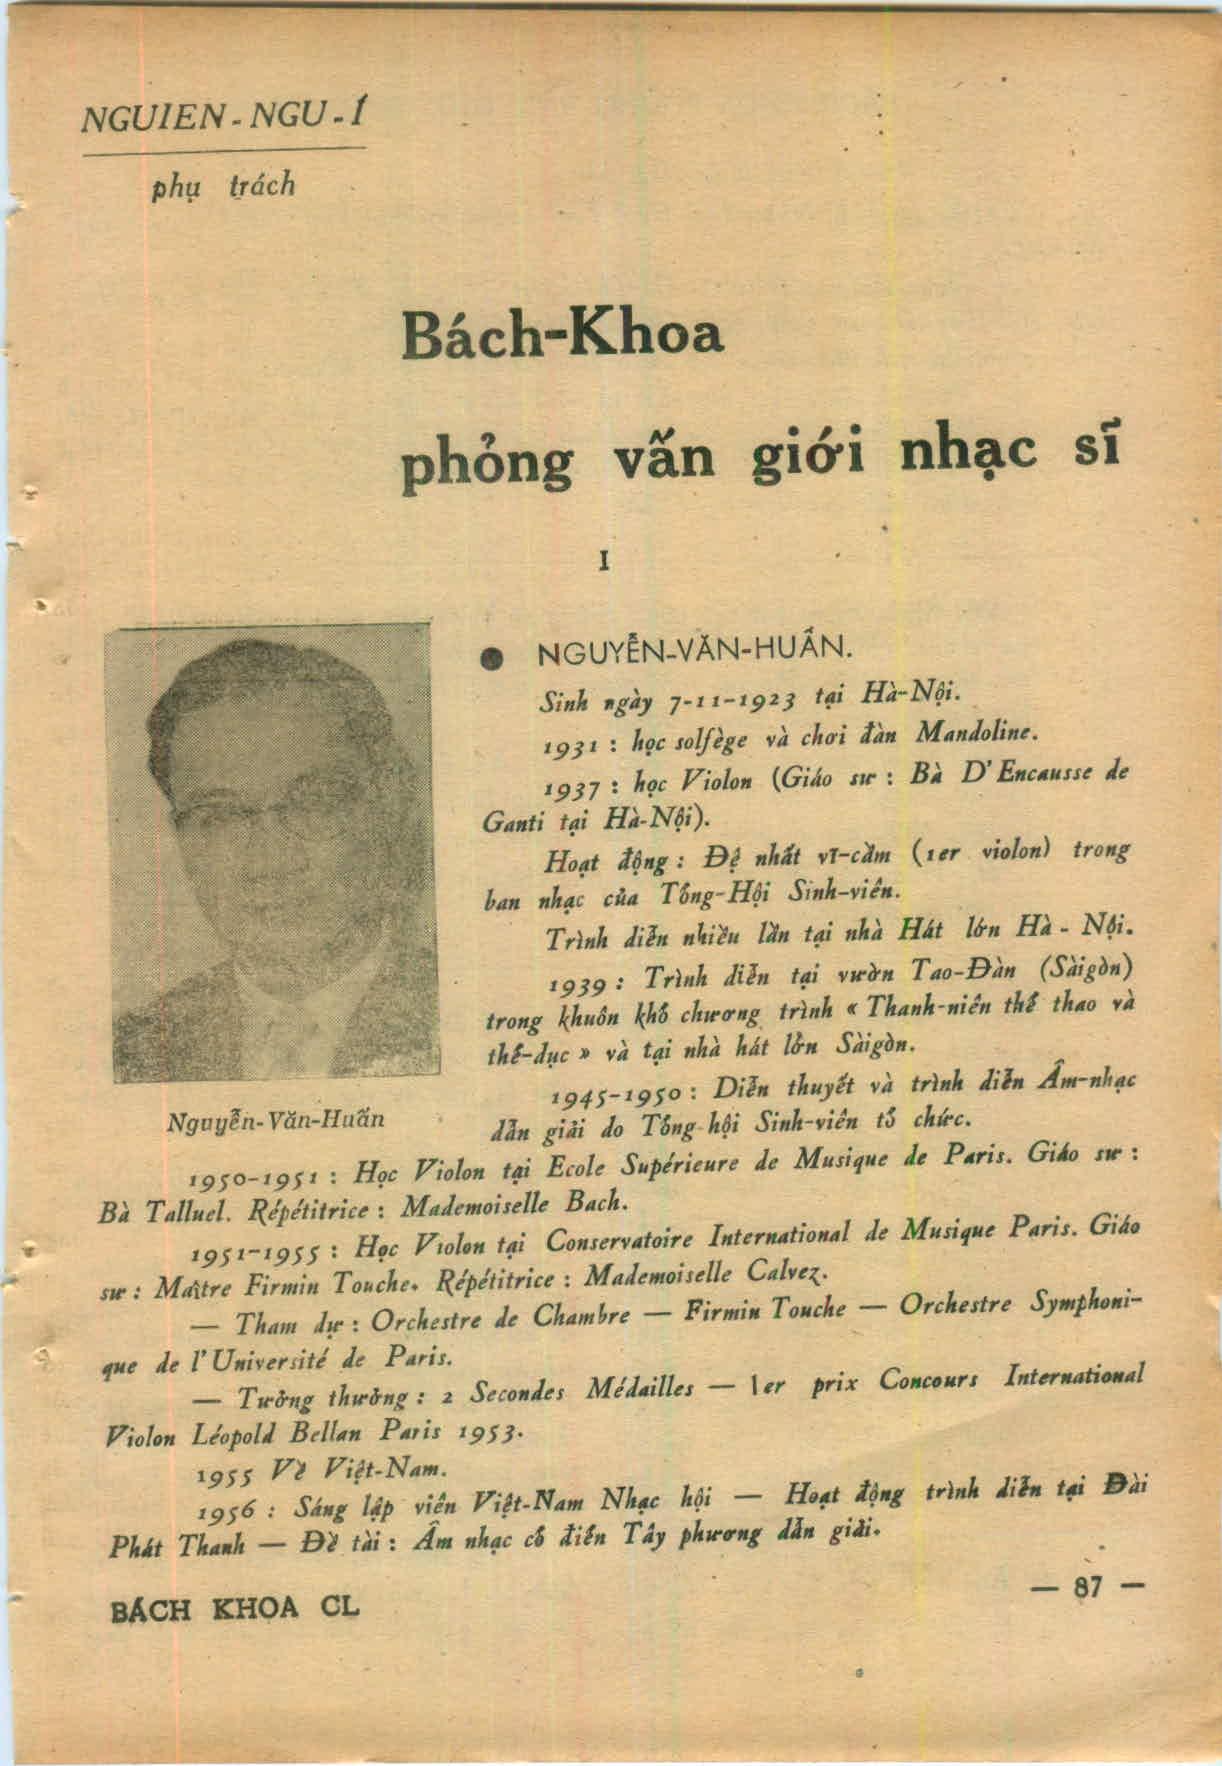 NGUIEN-NGU-Í
phụ trách
Bách-Khoa
phỏng vấn giới nhạc sĩ
I
● NGUYỄN-VĂN-HUẤN.
Sinh ngày 7-11-1923 tại Hà-Nội.
1931 : học solfège và chơi đàn Mandoline.
1937 : học Violon (Giáo sư : Bà D'Encausse de
Ganti tại Hà-Nội).
Hoạt động : Đệ nhất vĩ-cầm (1er violon) trong
ban nhạc của Tổng-Hội Sinh-viên.
Trình diễn nhiều lần tại nhà Hát lớn Hà - Nội.
1939 : Trình diễn tại vườn Tao-Đàn (Sàigòn)
trong khuôn khổ chương trình « Thanh-niên thể thao và
thể-dục » và tại nhà hát lớn Sàigòn.
1945-1950 : Diễn thuyết và trình diễn Âm-nhạc
dẫn giải do Tổng-hội Sinh-viên tổ chức.
Nguyễn-Văn-Huấn
1950-1951 : Học Violon tại Ecole Supérieure de Musique de Paris. Giáo sư :
Bà Talluel. Répétitrice : Mademoiselle Bach.
1951-1955 : Học Violon tại Conservatoire International de Musique Paris. Giáo
sư : Maître Firmin Touche. Répétitrice : Mademoiselle Calvez.
— Tham dự : Orchestre de Chambre — Firmin Touche — Orchestre Symphoni-
que de l'Université de Paris.
— Tưởng thưởng : 2 Secondes Médailles — 1er prix Concours International
Violon Léopold Bellan Paris 1953.
1955 Về Việt-Nam.
1956 : Sáng lập viên Việt-Nam Nhạc hội — Hoạt động trình diễn tại Đài
Phát Thanh — Đề tài : Âm nhạc cổ điển Tây phương dẫn giải.
BÁCH KHOA CL
— 87 —